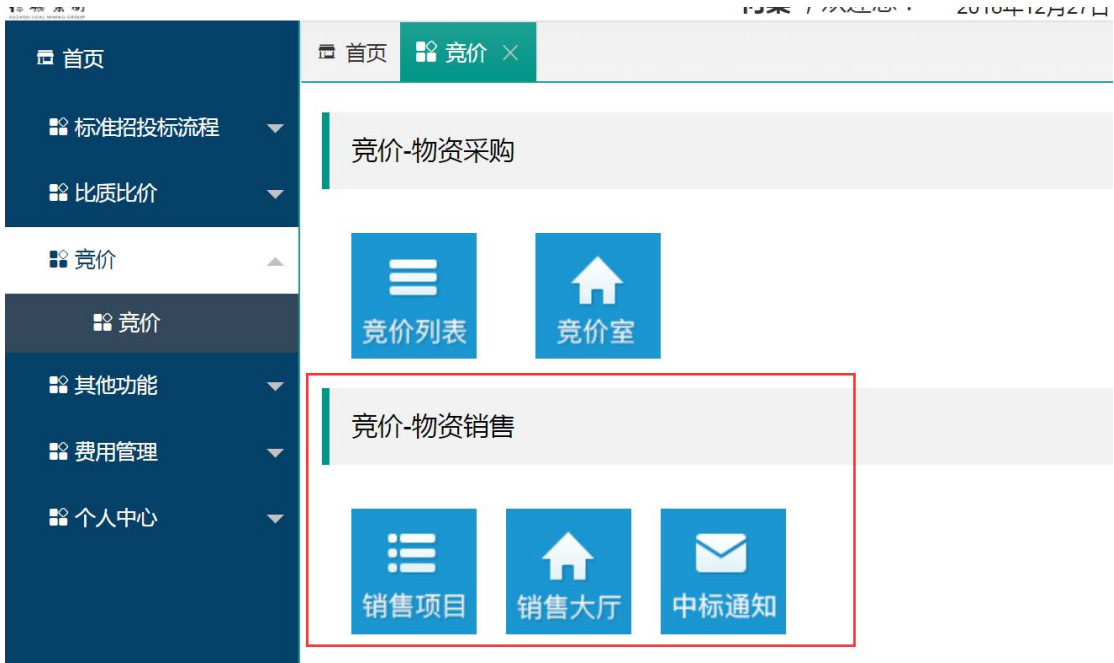 首页
标准招投标流程
比质比价
竞价
竞价
其他功能
费用管理
个人中心
首页 竞价
竞价-物资采购
竞价列表 竞价室
竞价-物资销售
销售项目 销售大厅 中标通知